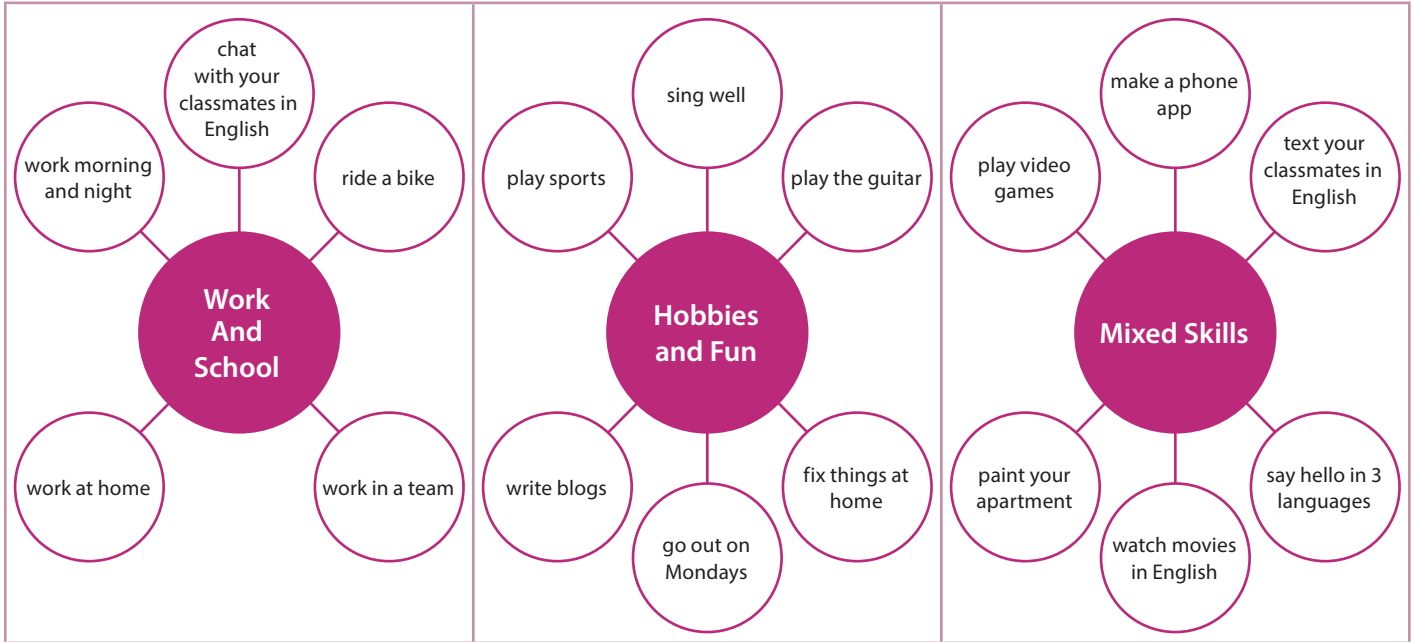 chat
with your
classmates in
English
work morning
and night
ride a bike
Work
And
School
work at home
work in a team
sing well
play sports
play the guitar
Hobbies
and Fun
write blogs
fix things at
home
go out on
Mondays
make a phone
app
play video
games
text your
classmates in
English
Mixed Skills
paint your
apartment
say hello in 3
languages
watch movies
in English